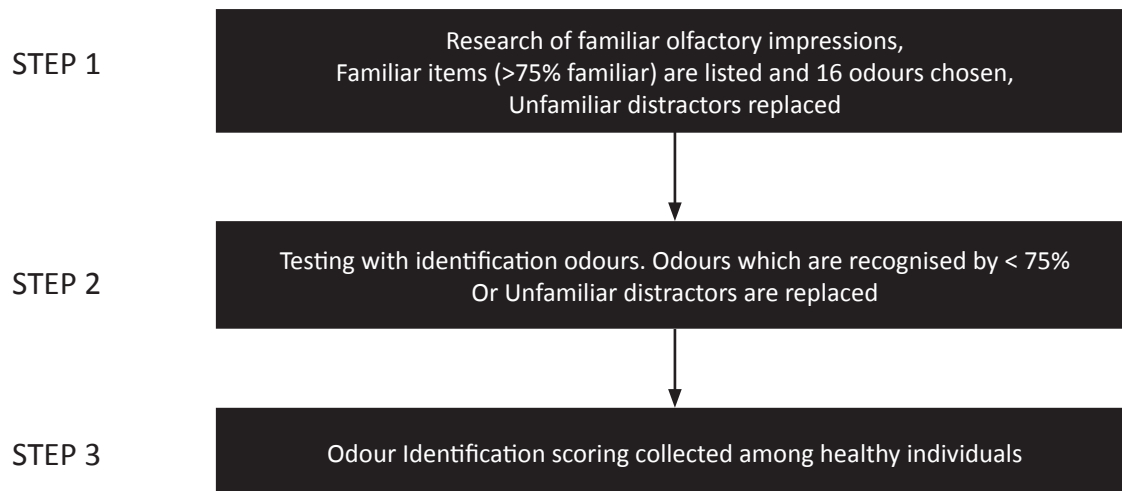 STEP 1
Research of familiar olfactory impressions,
Familiar items (>75% familiar) are listed and 16 odours chosen,
Unfamiliar distractors replaced
STEP 2
Testing with identification odours. Odours which are recognised by < 75%
Or Unfamiliar distractors are replaced
STEP 3
Odour Identification scoring collected among healthy individuals